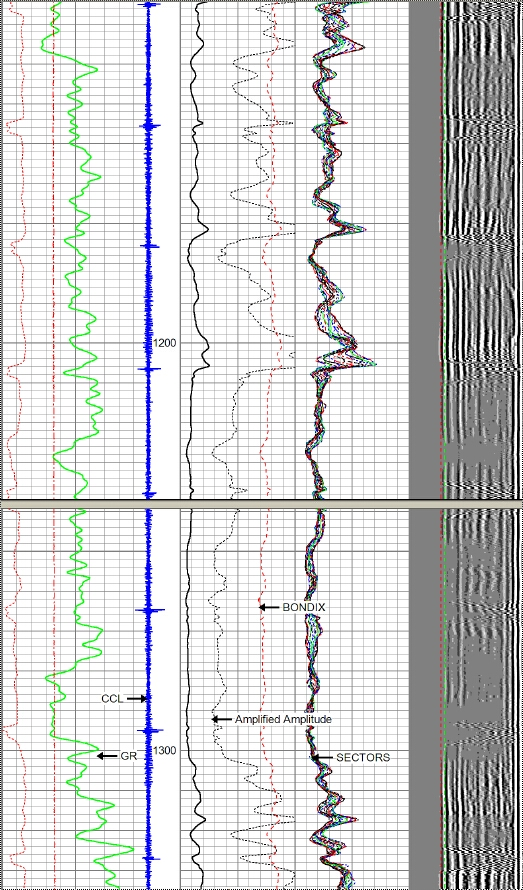 1200
BONDIX
CCL
Amplified Amplitude
1300
GR
SECTORS